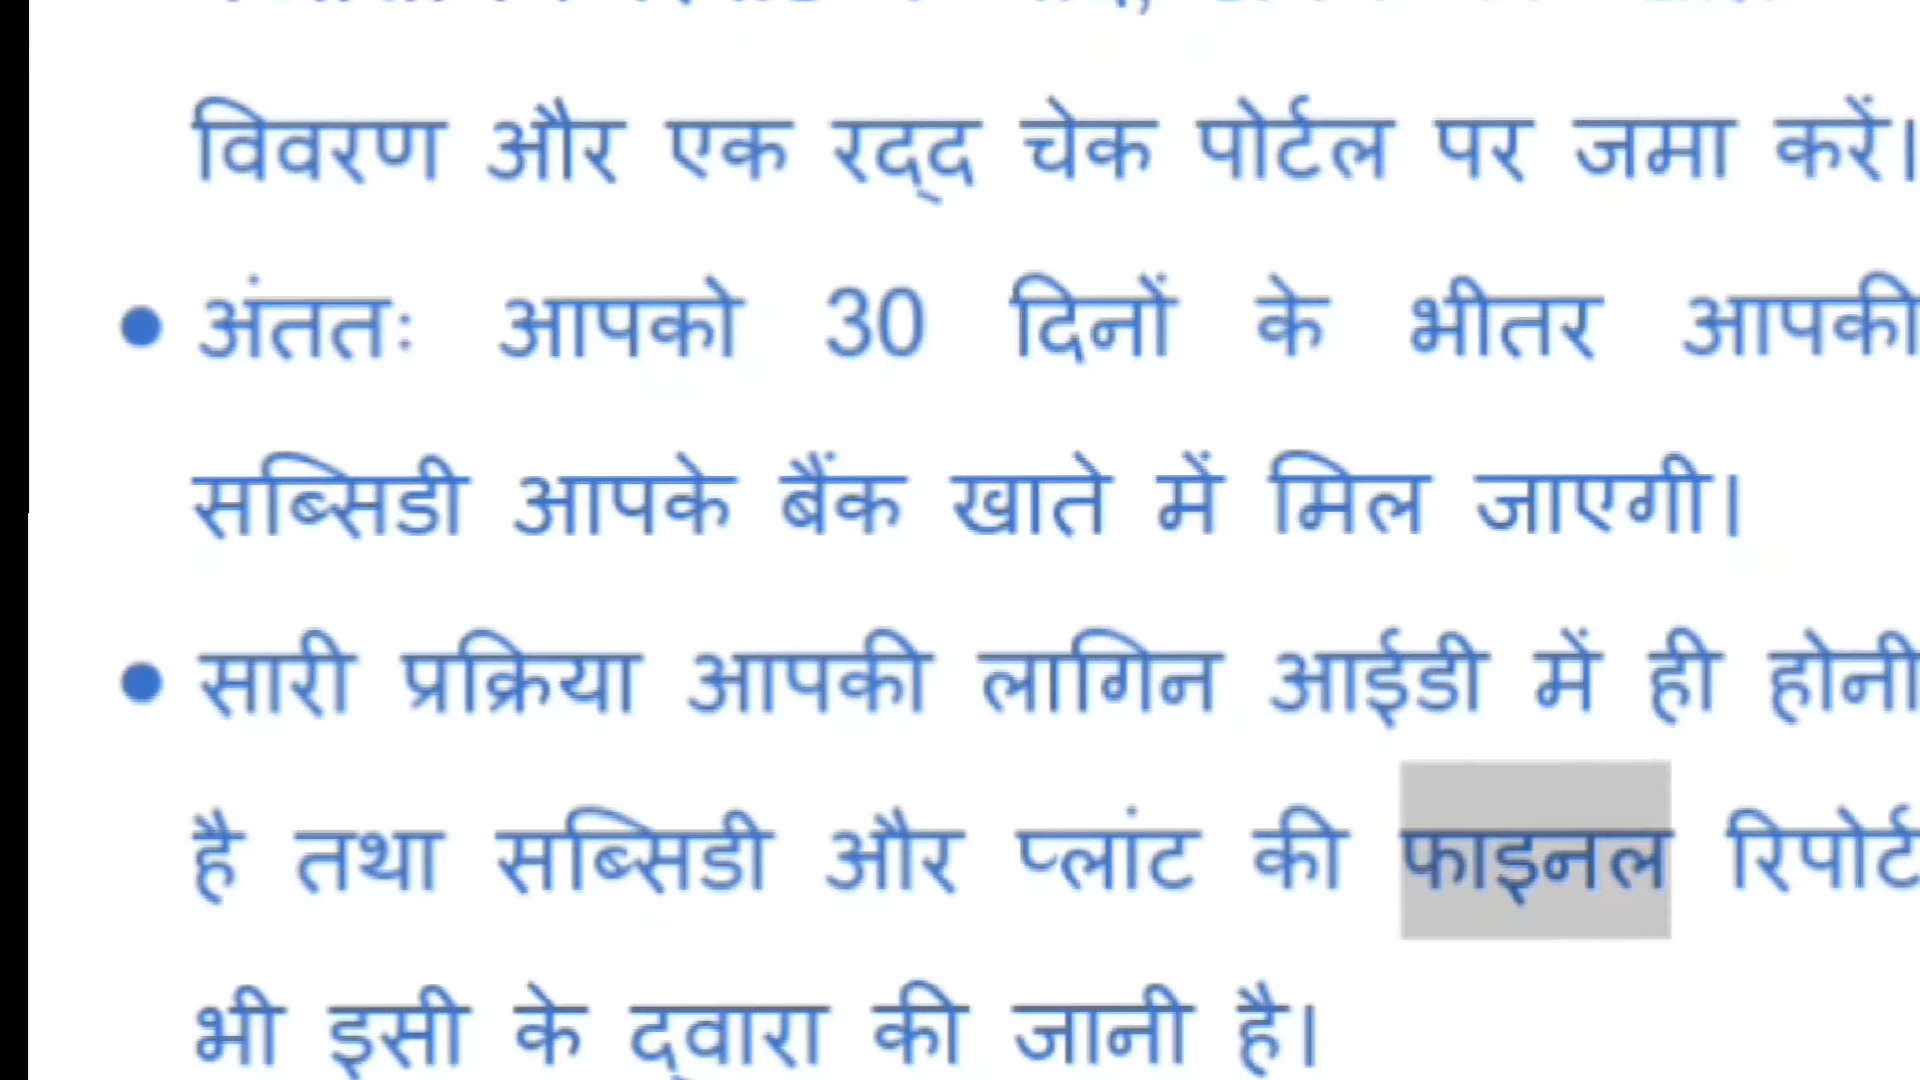 विवरण और एक रद्द चेक पोर्टल पर जमा करें।
• अंततः आपको 30 दिनों के भीतर आपकी
सब्सिडी आपके बैंक खाते में मिल जाएगी।
• सारी प्रक्रिया आपकी लागिन आईडी में ही होनी
है तथा सब्सिडी और प्लांट की फाइनल रिपोर्ट
भी इसी के द्वारा की जानी है।